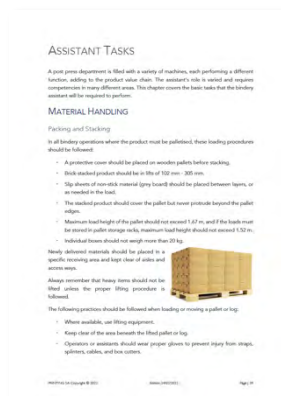 ASSISTANT TASKS
A post press department is filled with a variety of machines, each performing a different
function, adding to the product value chain. The assistant's role is varied and requires
competencies in many different areas. This chapter covers the basic tasks that the bindery
assistant will be required to perform.
MATERIAL HANDLING
Packing and Stacking
In all bindery operations where the product must be palletised, these loading procedures
should be followed:
- A protective cover should be placed on wooden pallets before stacking.
- Brick stacked product should be in lifts of 102 mm - 305 mm.
- Slip sheets of non-stick material (grey board) should be placed between layers, or
as needed in the load.
- The stacked product should cover the pallet but never protrude beyond the pallet
edges.
- Maximum load height of the pallet should not exceed 1.67 m, and if the loads must
be stored in pallet storage racks, maximum load height should not exceed 1.52 m.
- Individual boxes should not weigh more than 20 kg.
Newly delivered materials should be placed in a
specific receiving area and kept clear of aisles and
access ways.
Always remember that heavy items should not be
lifted unless the proper lifting procedure is
followed.
The following practices should be followed when loading or moving a pallet or log:
- Where available, use lifting equipment.
- Keep clear of the area beneath the lifted pallet or log.
- Operators or assistants should wear proper gloves to prevent injury from straps,
splinters, cables, and box cutters.
Copyright ©
Page |